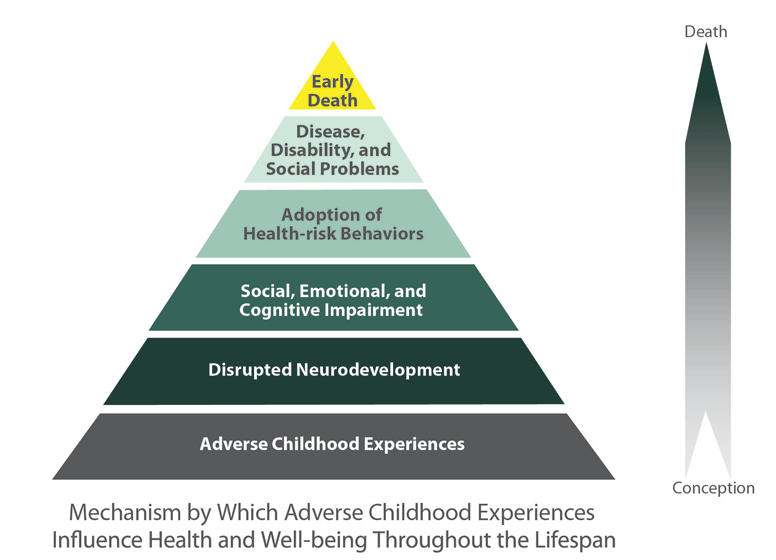 Death
Early
Death
Disease,
Disability, and
Social Problems
Adoption of
Health-risk Behaviors
Social, Emotional, and
Cognitive Impairment
Disrupted Neurodevelopment
Adverse Childhood Experiences
Conception
Mechanism by Which Adverse Childhood Experiences
Influence Health and Well-being Throughout the Lifespan